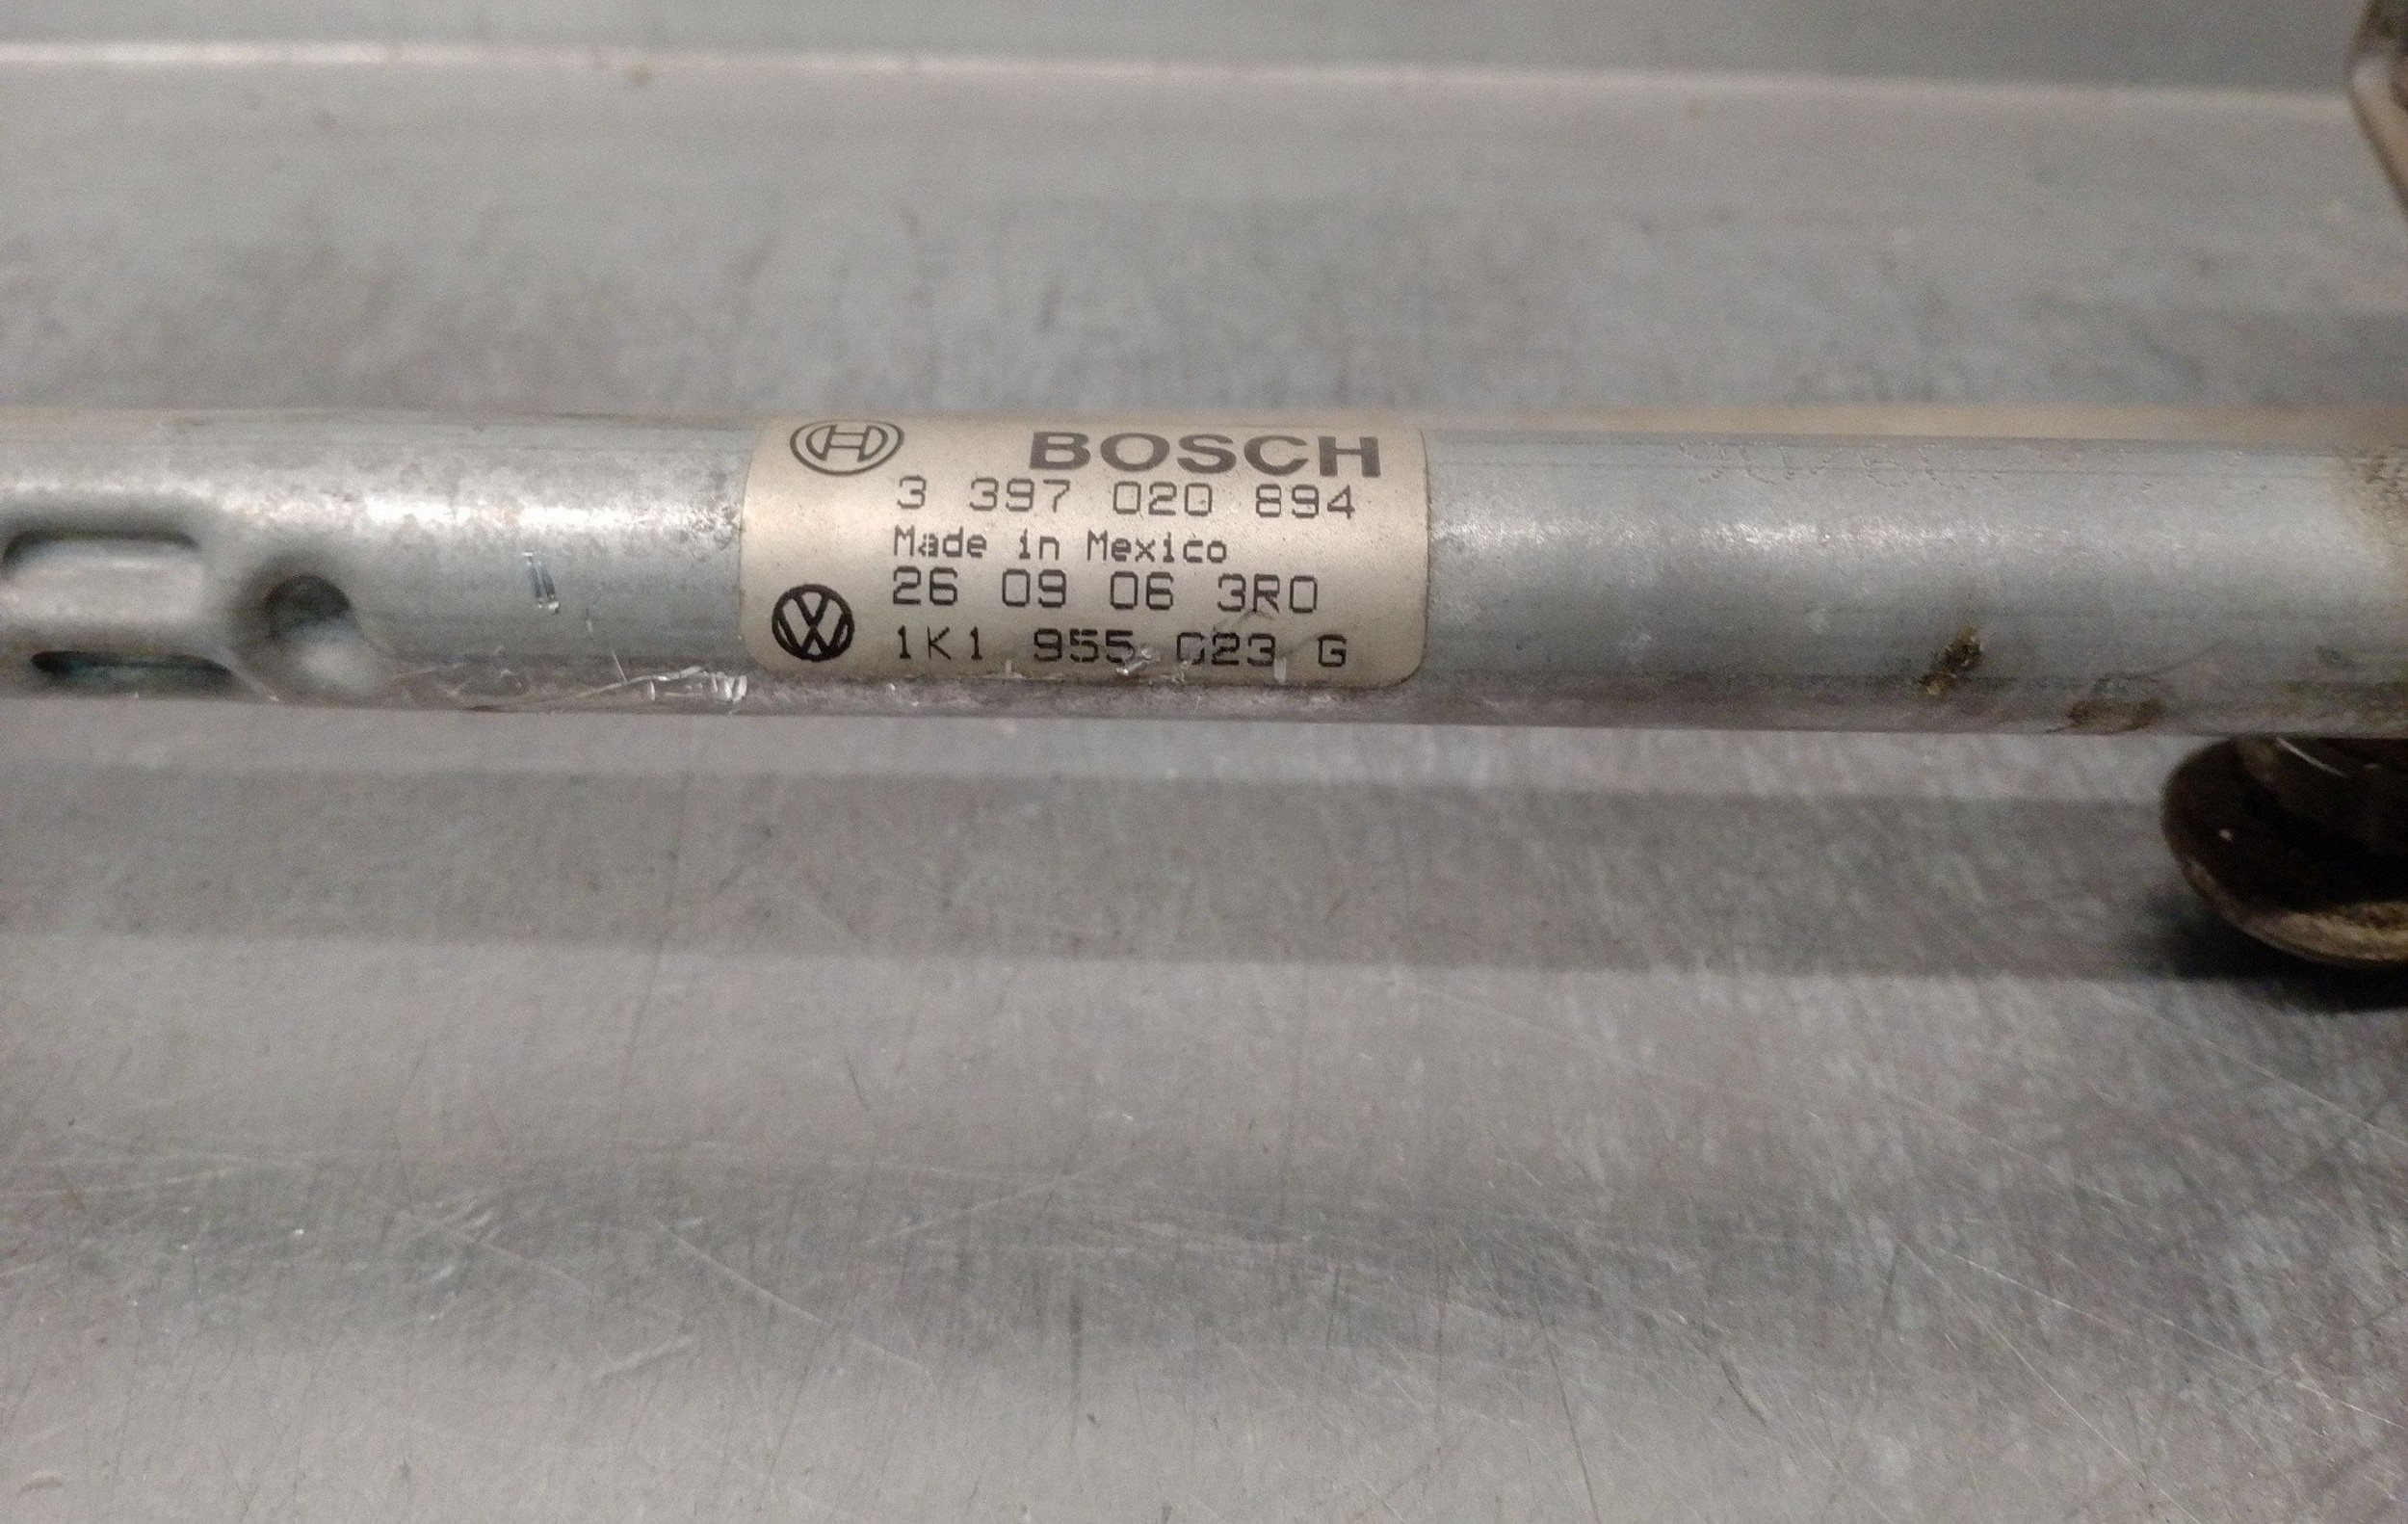 BOSCH
3 397 020 894
Made in Mexico
26 09 06 3R0
1K1 955 023 G